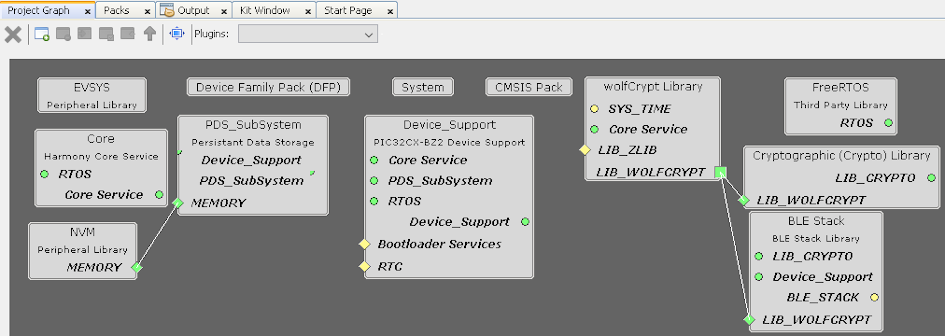 Project Graph
Packs
Output
Kit Window
Start Page
Plugins:
EVSYS
Peripheral Library
Device Family Pack (DFP)
System
CMSIS Pack
wolfCrypt Library
SYS_TIME
Core Service
LIB_ZLIB
LIB_WOLFCRYPT
FreeRTOS
Third Party Library
RTOS
Core
Harmony Core Service
RTOS
Core Service
PDS_SubSystem
Persistant Data Storage
Device_Support
PDS_SubSystem
MEMORY
Device_Support
PIC32CX-BZ2 Device Support
Core Service
PDS_SubSystem
RTOS
Device_Support
Bootloader Services
RTC
Cryptographic (Crypto) Library
LIB_CRYPTO
LIB_WOLFCRYPT
NVM
Peripheral Library
MEMORY
BLE Stack
BLE Stack Library
LIB_CRYPTO
Device_Support
BLE_STACK
LIB_WOLFCRYPT